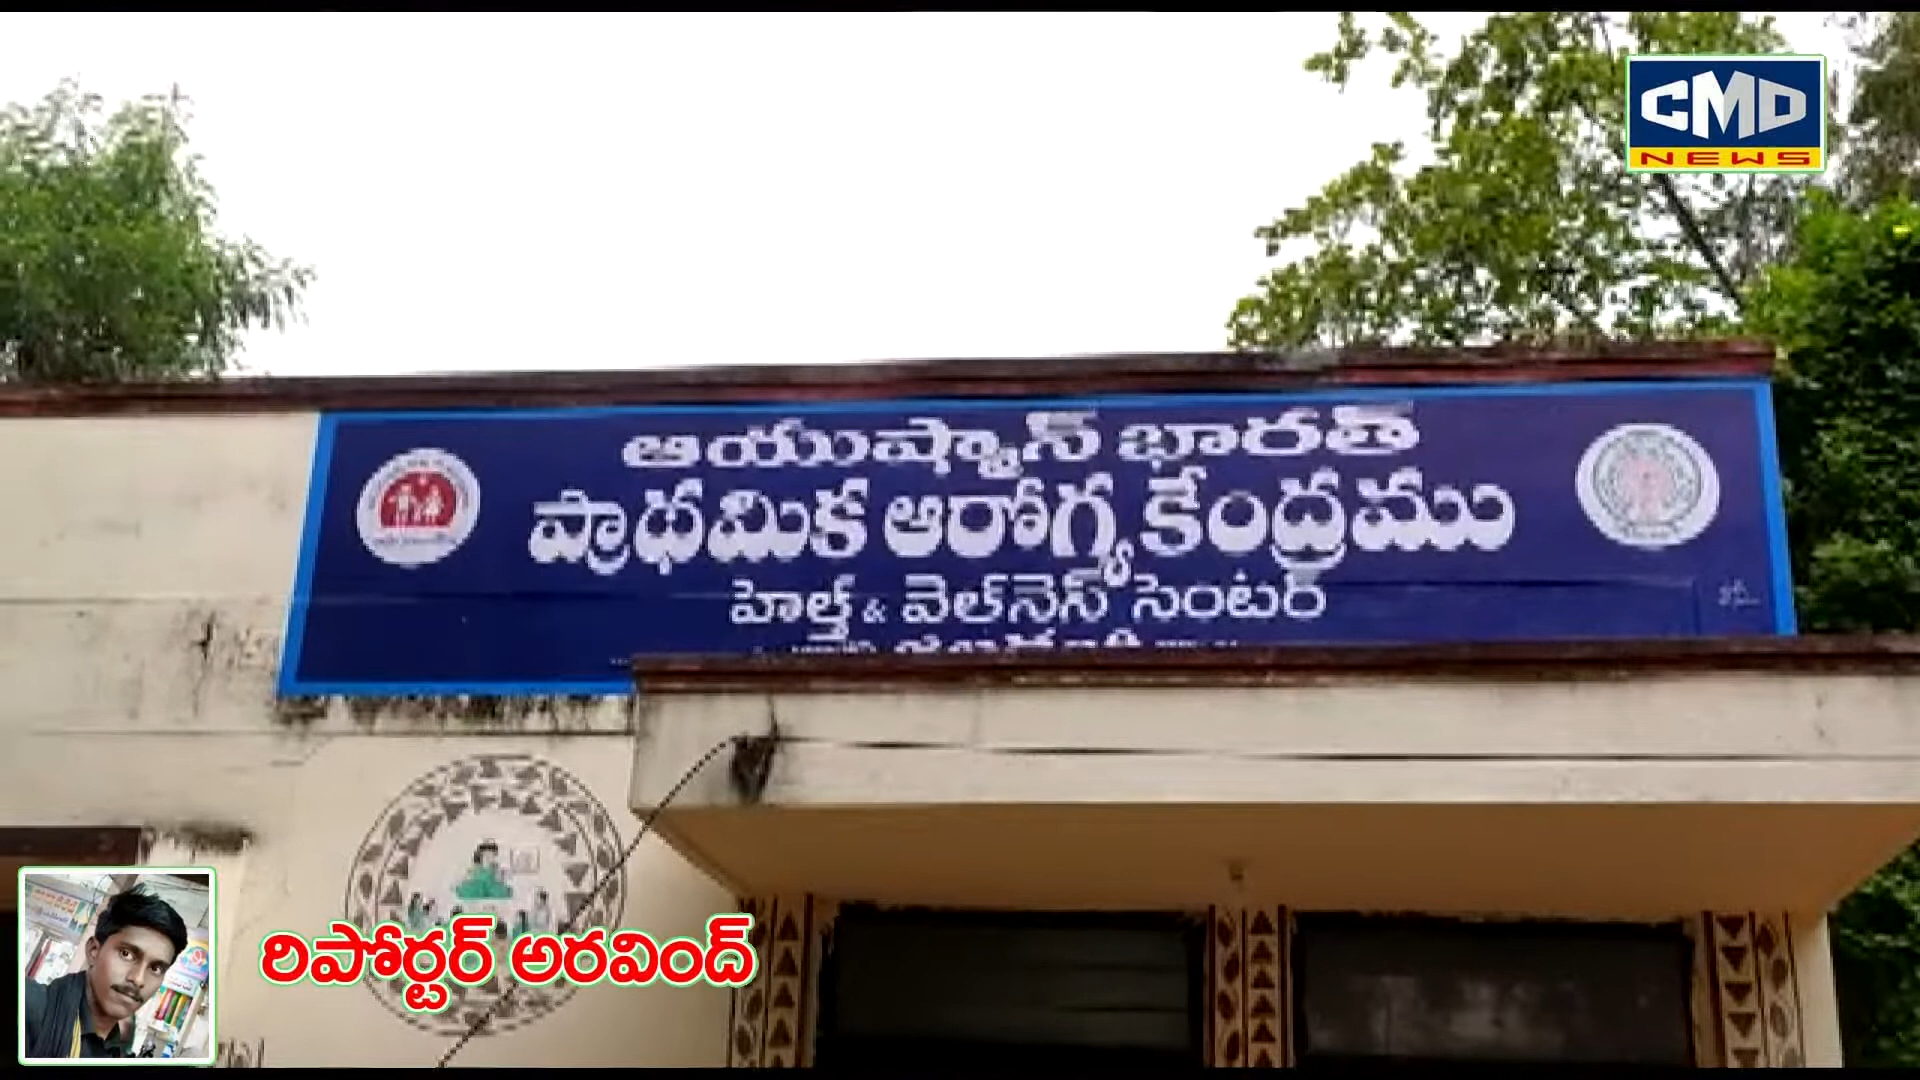 CMD
NEWS
ఆయుష్మాన్ భారత్
ప్రాథమిక ఆరోగ్య కేంద్రము
హెల్త్ & వెల్‌నెస్ సెంటర్
రిపోర్టర్ అరవింద్